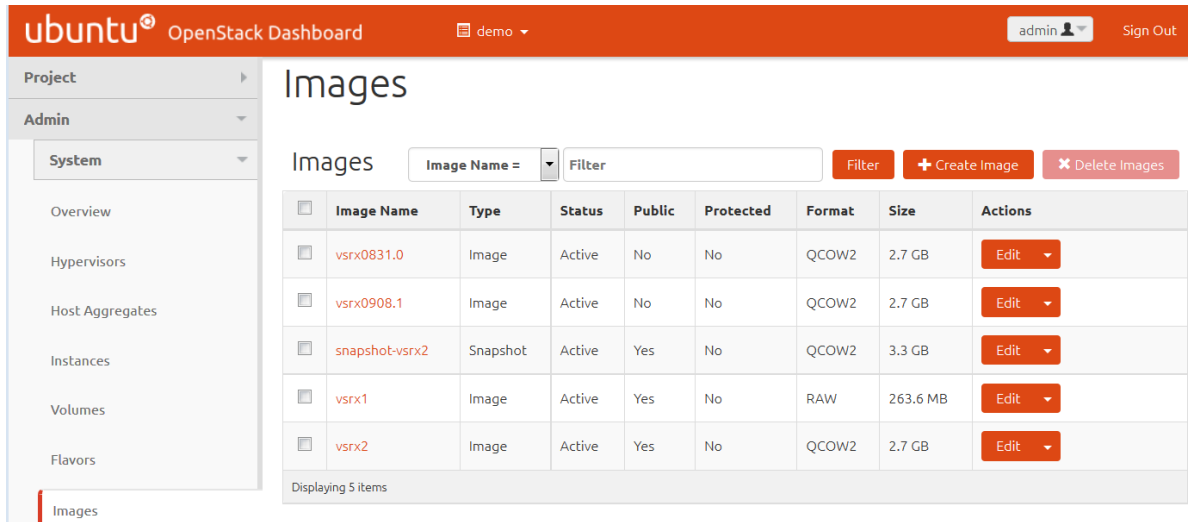 ubuntu® OpenStack Dashboard demo admin Sign Out
Project
Admin
System
Overview
Hypervisors
Host Aggregates
Instances
Volumes
Flavors
Images
Images
Images Image Name = Filter Filter Create Image Delete Images
Image Name Type Status Public Protected Format Size Actions
vsrx0831.0 Image Active No No QCOW2 2.7 GB Edit
vsrx0908.1 Image Active No No QCOW2 2.7 GB Edit
snapshot-vsrx2 Snapshot Active Yes No QCOW2 3.3 GB Edit
vsrx1 Image Active Yes No RAW 263.6 MB Edit
vsrx2 Image Active Yes No QCOW2 2.7 GB Edit
Displaying 5 items